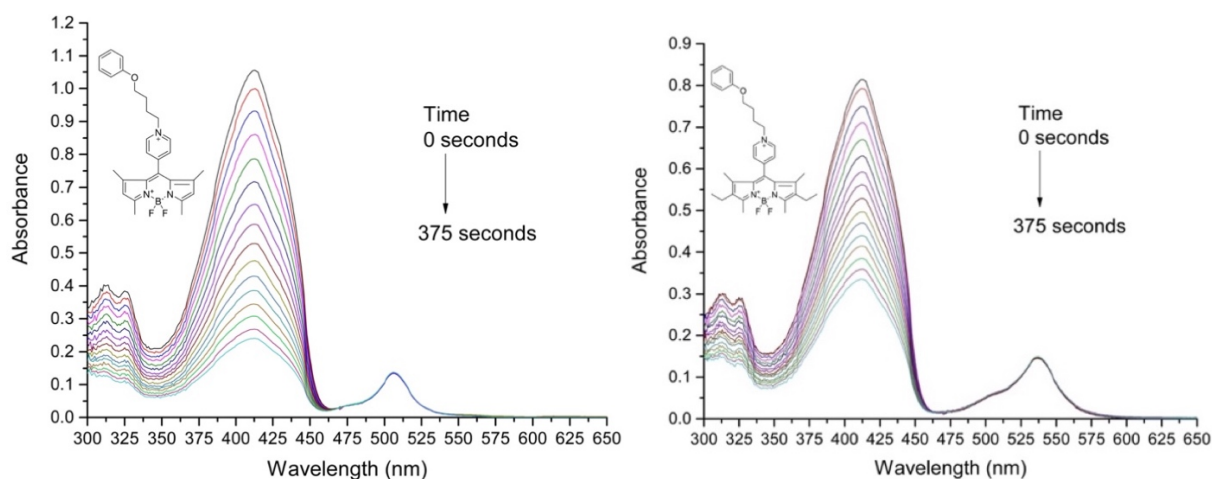 1.2
1.1
1.0
0.9
0.8
0.7
0.6
0.5
0.4
0.3
0.2
0.1
0.0
Absorbance
300 325 350 375 400 425 450 475 500 525 550 575 600 625 650
Wavelength (nm)
O
N+
N+ N
B-
F F
Time
0 seconds
375 seconds
0.9
0.8
0.7
0.6
0.5
0.4
0.3
0.2
0.1
0.0
Absorbance
300 325 350 375 400 425 450 475 500 525 550 575 600 625 650
Wavelength (nm)
O
N+
N+ N
B-
F F
Time
0 seconds
375 seconds